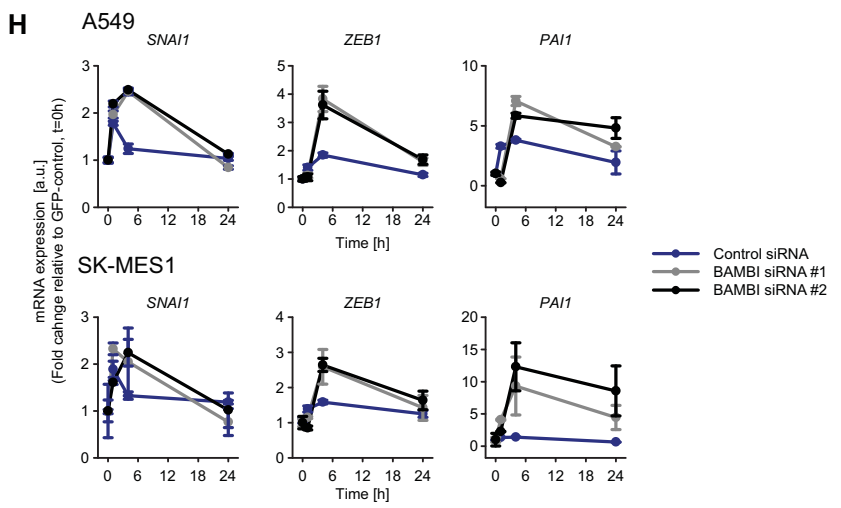 H
A549
SNAI1
ZEB1
PAI1
3
2
1
0
0 6 12 18 24
5
4
3
2
1
0
0 6 12 18 24
10
5
0
0 6 12 18 24
Time [h]
mRNA expression [a.u.]
(Fold cahnge relative to GFP-control, t=0h)
SK-MES1
SNAI1
ZEB1
PAI1
3
2
1
0
0 6 12 18 24
4
3
2
1
0
0 6 12 18 24
20
15
10
5
0
0 6 12 18 24
Time [h]
Control siRNA
BAMBI siRNA #1
BAMBI siRNA #2